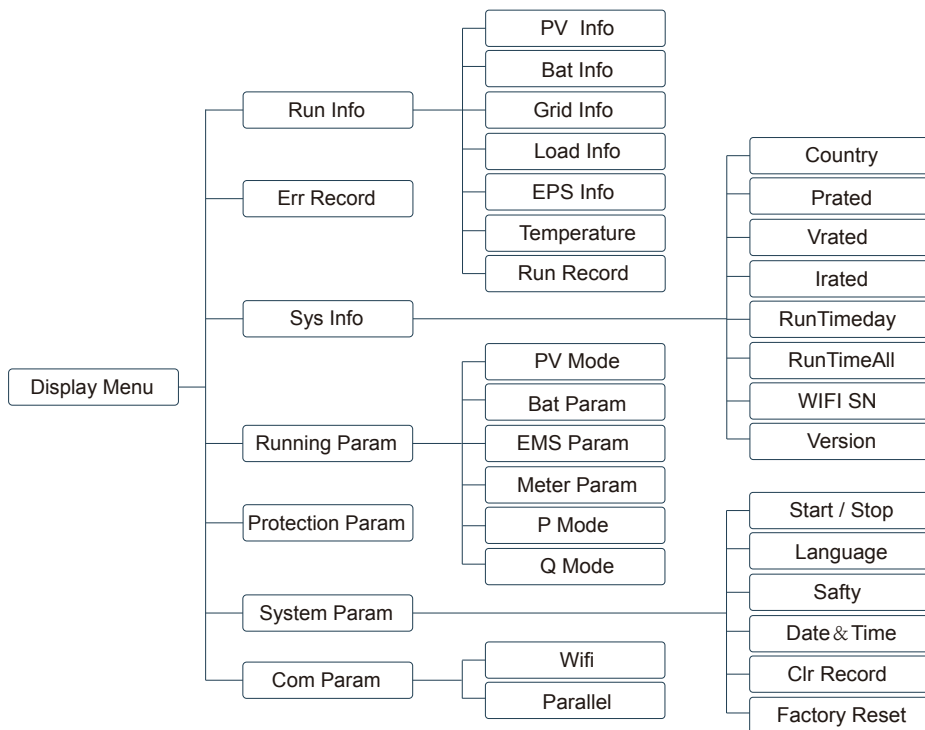 Display Menu
Run Info
PV Info
Bat Info
Grid Info
Load Info
EPS Info
Temperature
Run Record
Err Record
Sys Info
Country
Prated
Vrated
Irated
RunTimeday
RunTimeAll
WIFI SN
Version
Running Param
PV Mode
Bat Param
EMS Param
Meter Param
P Mode
Q Mode
Protection Param
System Param
Start / Stop
Language
Safty
Date & Time
Clr Record
Factory Reset
Com Param
Wifi
Parallel